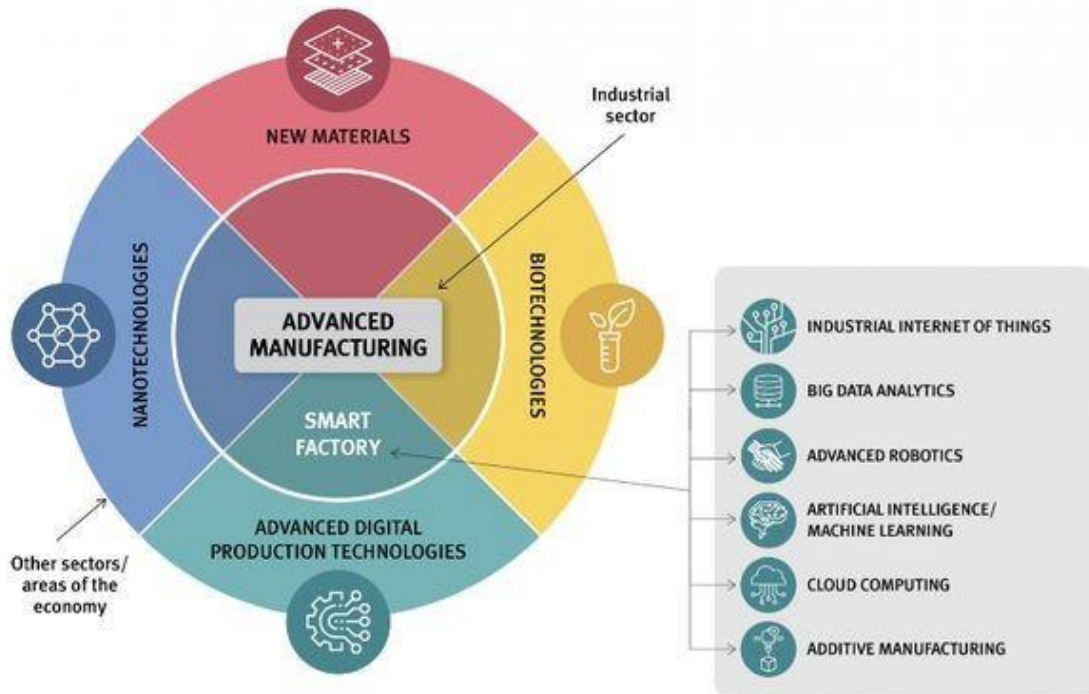 NEW MATERIALS
Industrial
sector
NANOTECHNOLOGIES
BIOTECHNOLOGIES
ADVANCED
MANUFACTURING
SMART
FACTORY
ADVANCED DIGITAL
PRODUCTION TECHNOLOGIES
Other sectors/
areas of the
economy
INDUSTRIAL INTERNET OF THINGS
BIG DATA ANALYTICS
ADVANCED ROBOTICS
ARTIFICIAL INTELLIGENCE/
MACHINE LEARNING
CLOUD COMPUTING
ADDITIVE MANUFACTURING